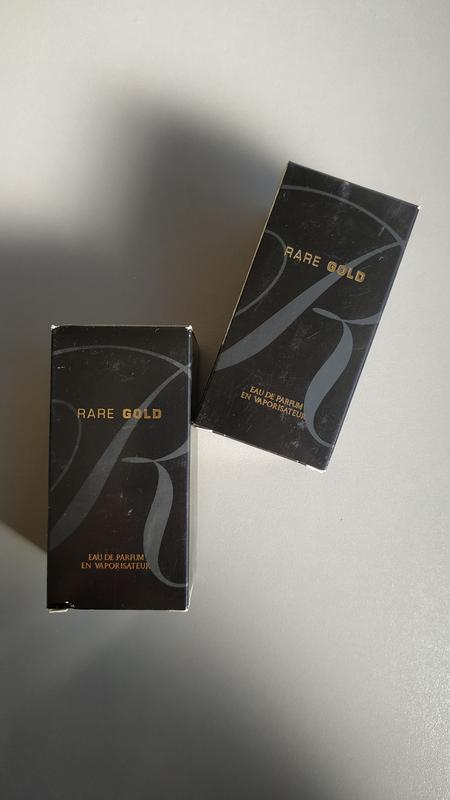 RARE GOLD
EAU DE PARFUM
EN VAPORISATEUR
RARE GOLD
EAU DE PARFUM
EN VAPORISATEUR